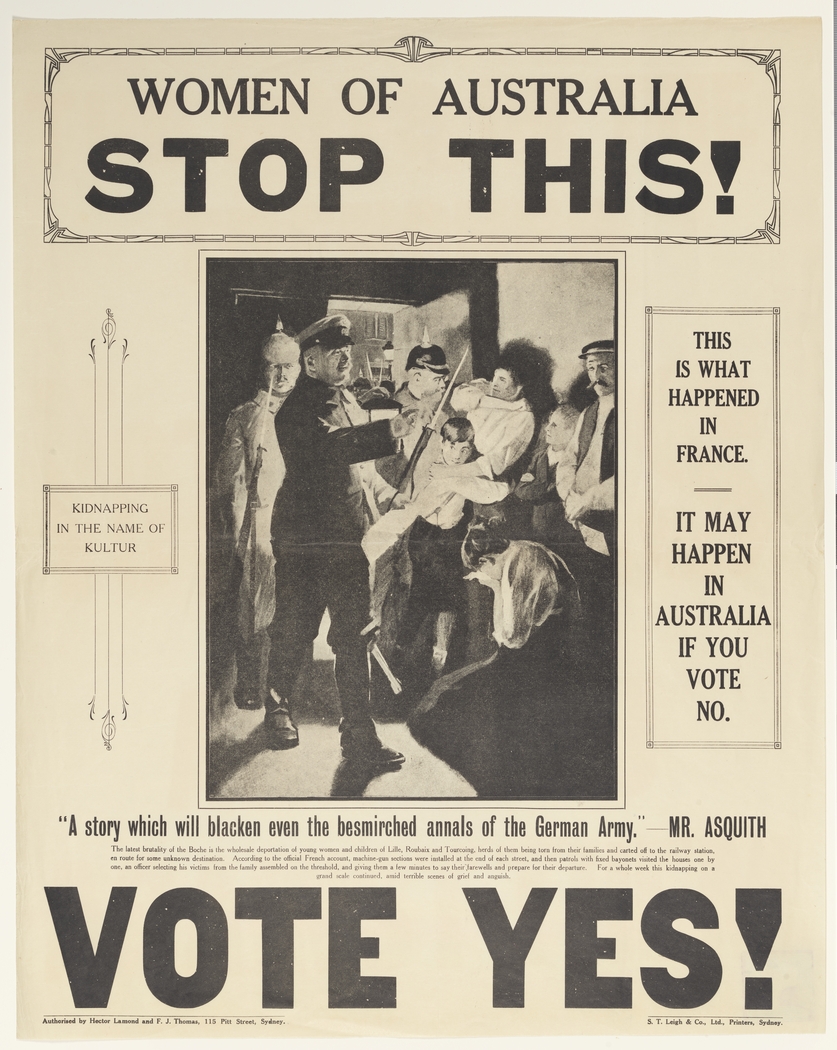 WOMEN OF AUSTRALIA
STOP THIS!
KIDNAPPING
IN THE NAME OF
KULTUR
THIS
IS WHAT
HAPPENED
IN
FRANCE.
IT MAY
HAPPEN
IN
AUSTRALIA
IF YOU
VOTE
NO.
"A story which will blacken even the besmirched annals of the German Army."—MR. ASQUITH
The latest brutality of the Boche is the wholesale deportation of young women and children of Lille, Roubaix and Tourcoing, herds of them being torn from their families and carted off to the railway station,
en route for some unknown destination. According to the official French account, machine-gun sections were installed at the end of each street, and then patrols with fixed bayonets visited the houses one by
one, an officer selecting his victims from the family assembled on the threshold, and giving them a few minutes to say their farewells and prepare for their departure. For a whole week this kidnapping on a
grand scale continued, amid terrible scenes of grief and anguish.
VOTE YES!
Authorised by Hector Lamond and F. J. Thomas, 115 Pitt Street, Sydney.
S. T. Leigh & Co., Ltd., Printers, Sydney.